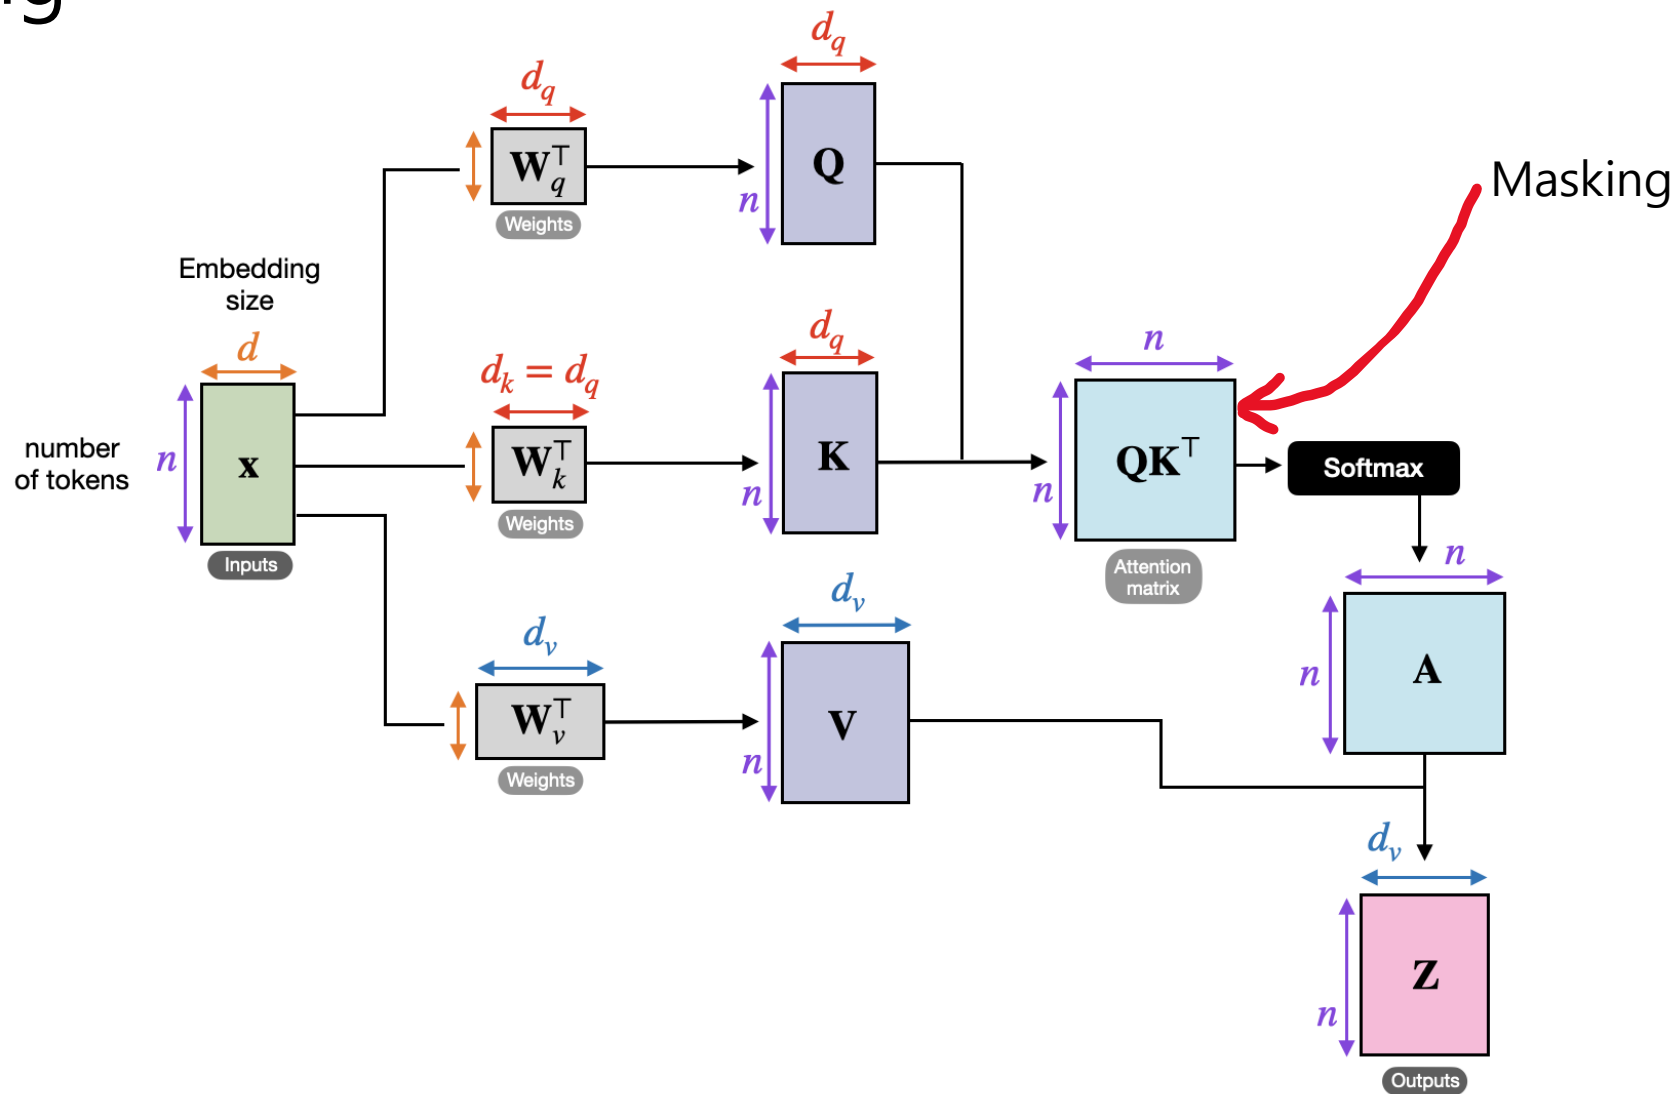 ng
d_q
W_q^⊤
Weights
d_q
n
Q
Masking
Embedding
size
d
number
of tokens
n
x
Inputs
d_k = d_q
W_k^⊤
Weights
d_q
n
K
n
n
QK^⊤
Attention
matrix
Softmax
d_v
W_v^⊤
Weights
d_v
n
V
n
n
A
d_v
n
Z
Outputs